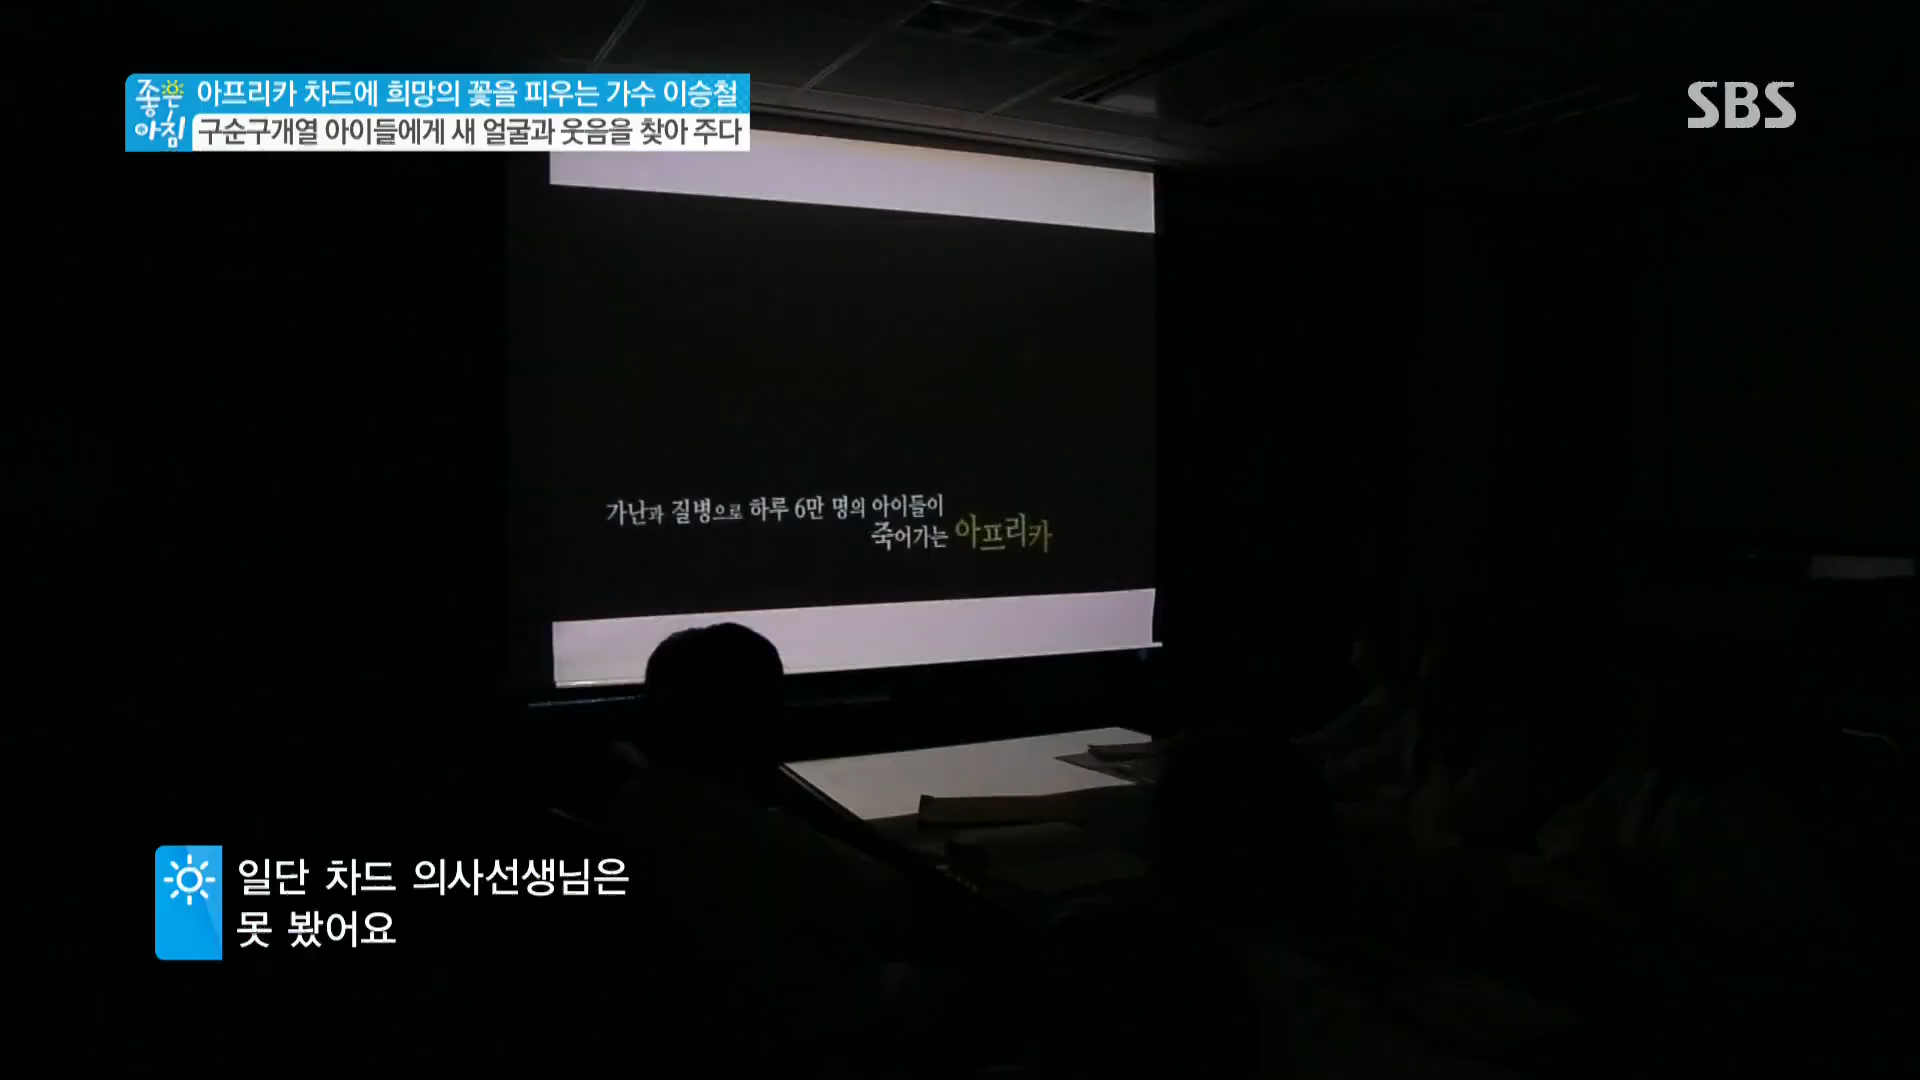 좋은
아침
아프리카 차드에 희망의 꽃을 피우는 가수 이승철
구순구개열 아이들에게 새 얼굴과 웃음을 찾아 주다
SBS
가난과 질병으로 하루 6만 명의 아이들이
죽어가는 아프리카
일단 차드 의사선생님은
못 봤어요